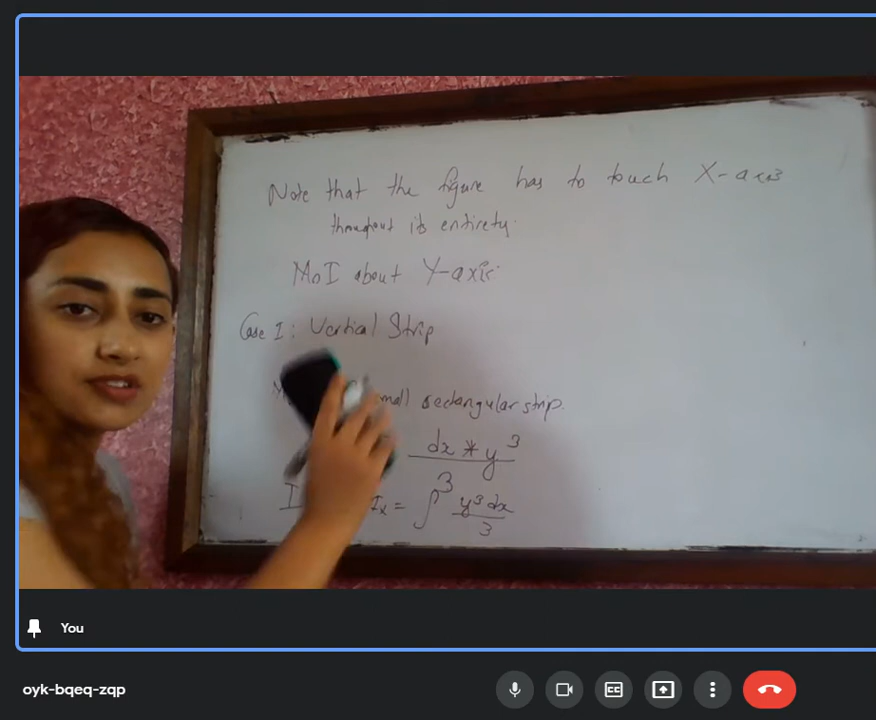 Note that the figure has to touch X-axis
throughout its entirety.
MoI about Y-axis
Case I: Vertical Strip
rectangular strip.
dx * y³
3
I
Iₓ = ∫ y³ dx
3
You
oyk-bqeq-zqp
CC